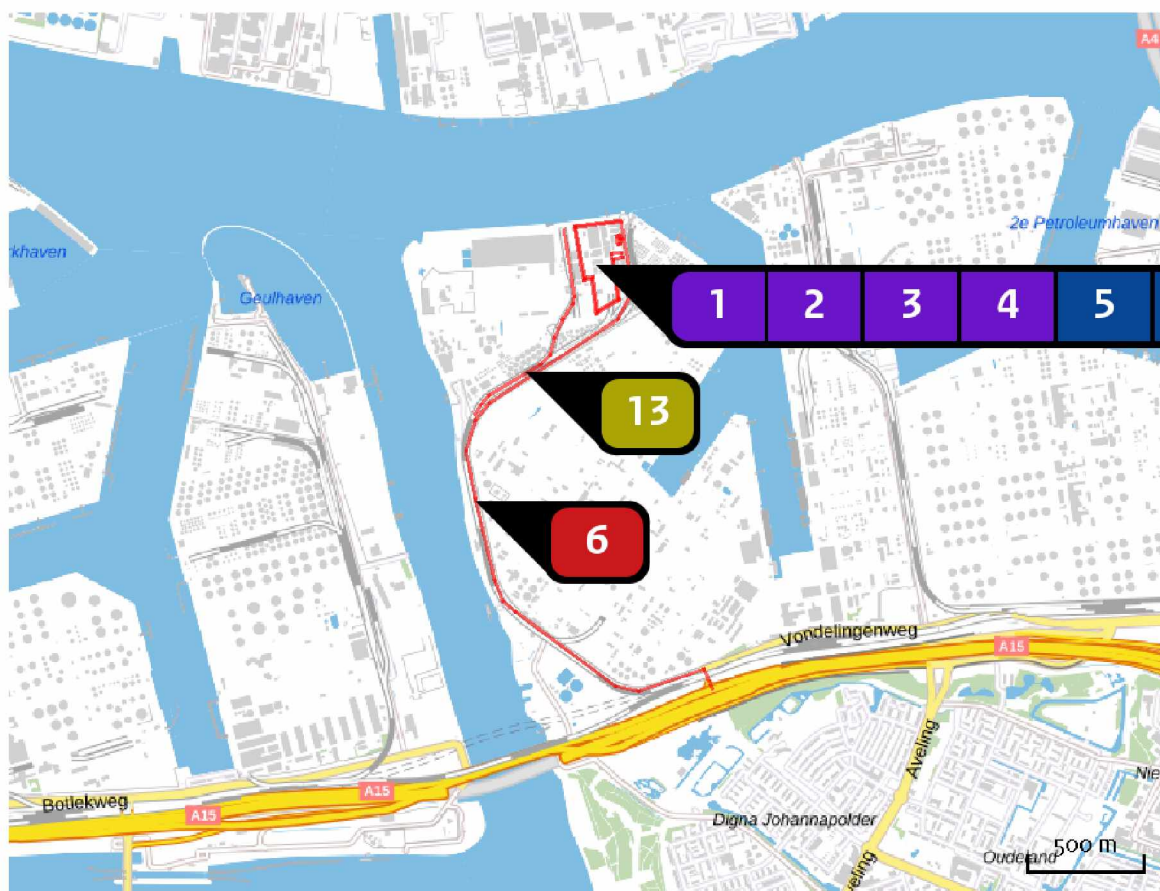 A4
2e Petroleumhaven
rkhaven
Geulhaven
1 2 3 4 5
13
6
Vondelingenweg
A15
A15
Botlekweg
A15
Aveling
Nie
Digna Johannapolder
Oudeland
500 m
eling